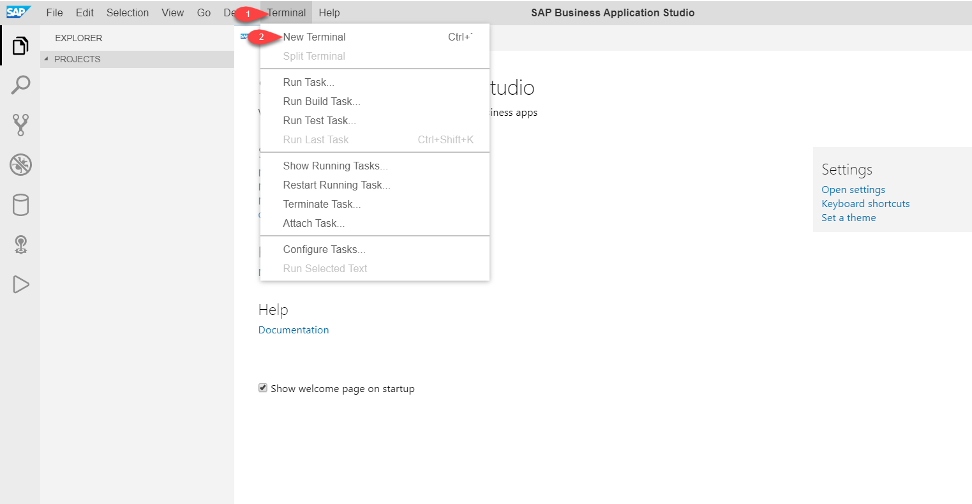 SAP File Edit Selection View Go De 1 Terminal Help SAP Business Application Studio
EXPLORER
PROJECTS
2 New Terminal Ctrl+`
Split Terminal
Run Task...
Run Build Task...
Run Test Task...
Run Last Task Ctrl+Shift+K
Show Running Tasks...
Restart Running Task...
Terminate Task...
Attach Task...
Configure Tasks...
Run Selected Text
tudio
iness apps
Settings
Open settings
Keyboard shortcuts
Set a theme
Help
Documentation
Show welcome page on startup